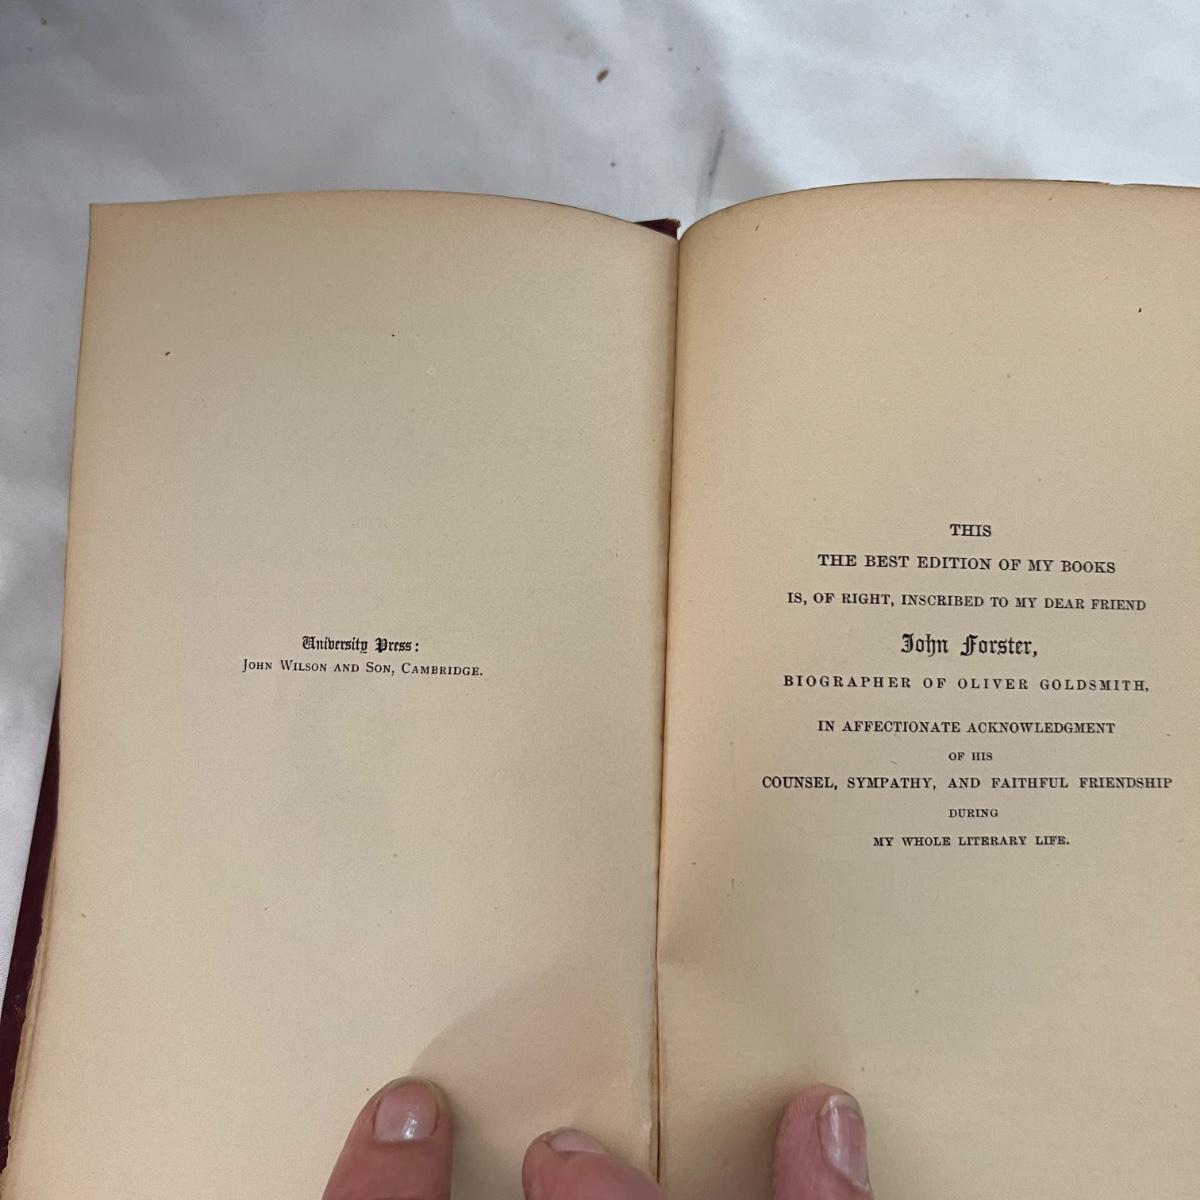 University Press:
John Wilson and Son, Cambridge.
THIS
THE BEST EDITION OF MY BOOKS
IS, OF RIGHT, INSCRIBED TO MY DEAR FRIEND
John Forster,
BIOGRAPHER OF OLIVER GOLDSMITH,
IN AFFECTIONATE ACKNOWLEDGMENT
OF HIS
COUNSEL, SYMPATHY, AND FAITHFUL FRIENDSHIP
DURING
MY WHOLE LITERARY LIFE.